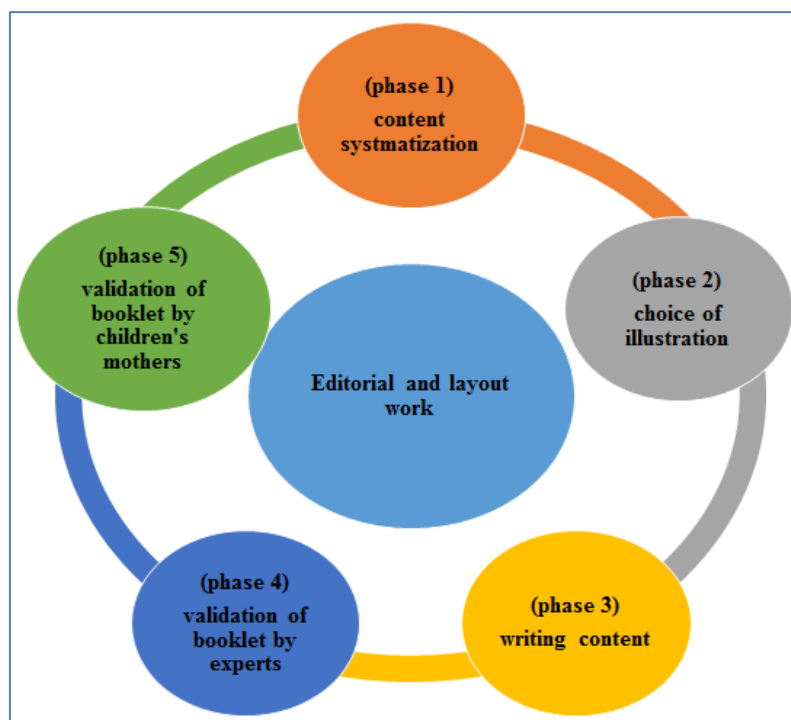 (phase 1)
content
systmatization
(phase 2)
choice of
illustration
(phase 3)
writing content
(phase 4)
validation of
booklet by
experts
(phase 5)
validation of
booklet by
children's
mothers
Editorial and layout
work